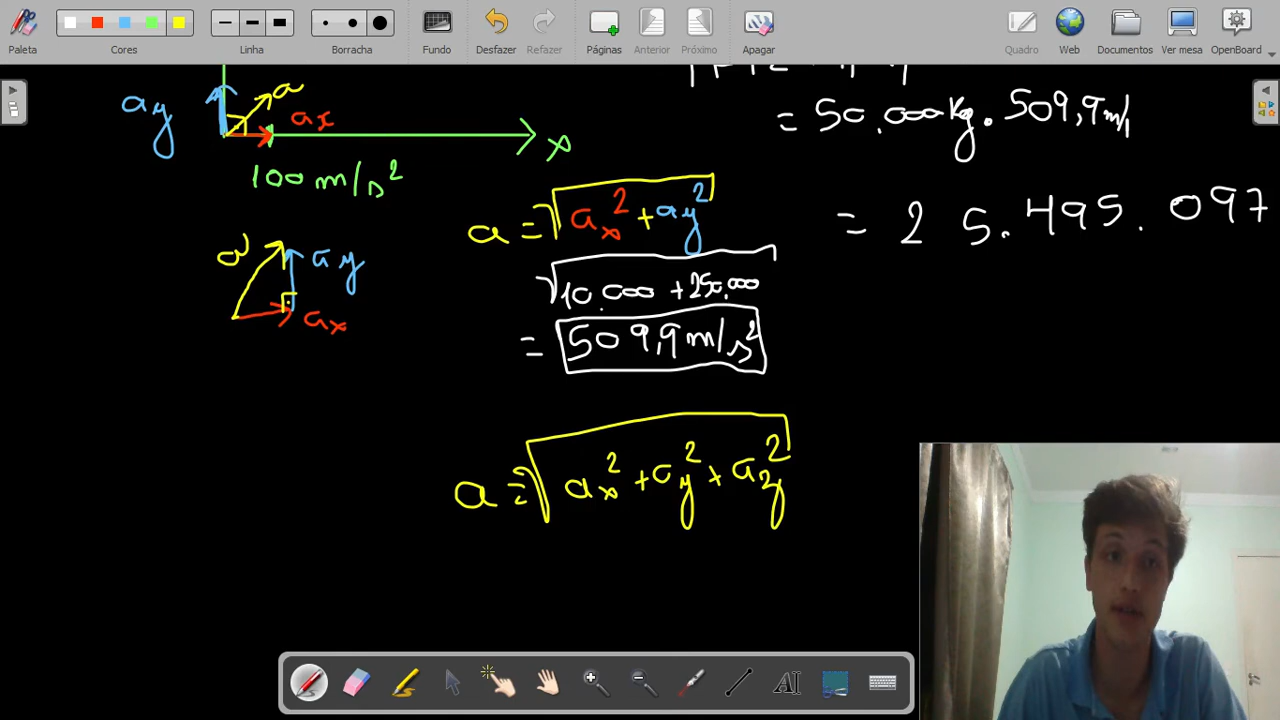 Paleta
Cores
Linha
Borracha
Fundo
Desfazer
Refazer
Páginas
Anterior
Próximo
Apagar
Quadro
Web
Documentos
Ver mesa
OpenBoard
ay
a
ax
x
100 m/s²
= 50.000kg . 509,9m/
= 25.495.097
a = √ax² + ay²
√10.000 + 250.000
= 509,9 m/s²
a
ay
ax
a = √ax² + ay² + az²